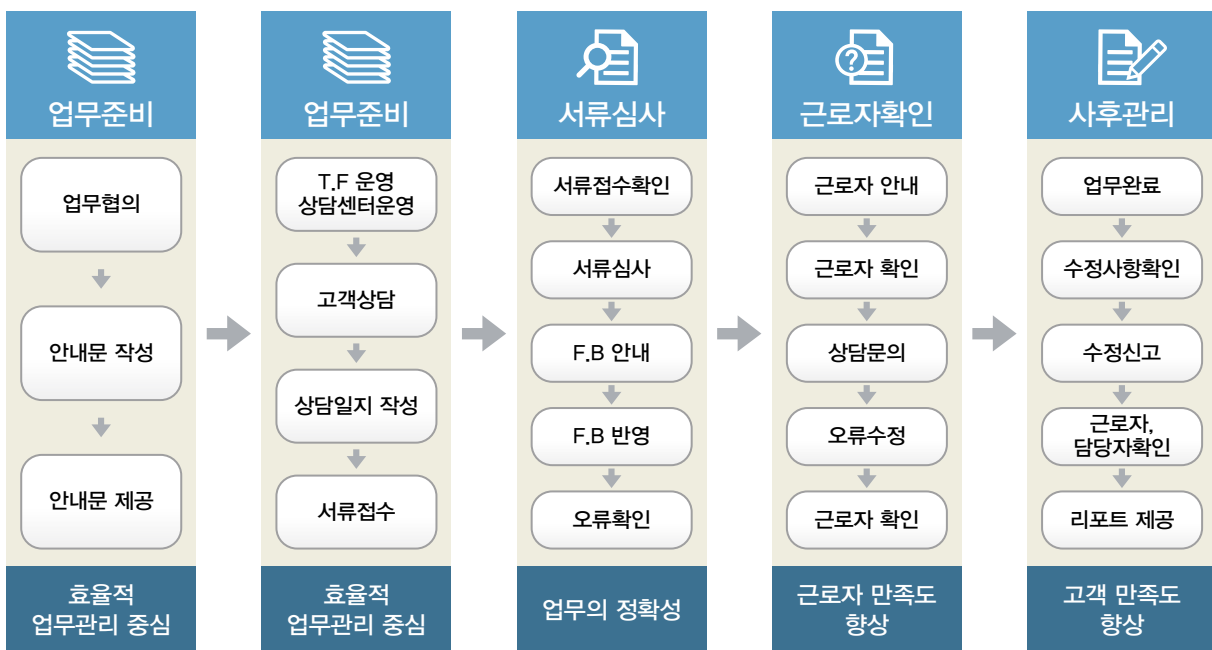 업무준비
업무협의
안내문 작성
안내문 제공
효율적
업무관리 중심
업무준비
T.F 운영
상담센터운영
고객상담
상담일지 작성
서류접수
효율적
업무관리 중심
서류심사
서류접수확인
서류심사
F.B 안내
F.B 반영
오류확인
업무의 정확성
근로자확인
근로자 안내
근로자 확인
상담문의
오류수정
근로자 확인
근로자 만족도
향상
사후관리
업무완료
수정사항확인
수정신고
근로자,
담당자확인
리포트 제공
고객 만족도
향상